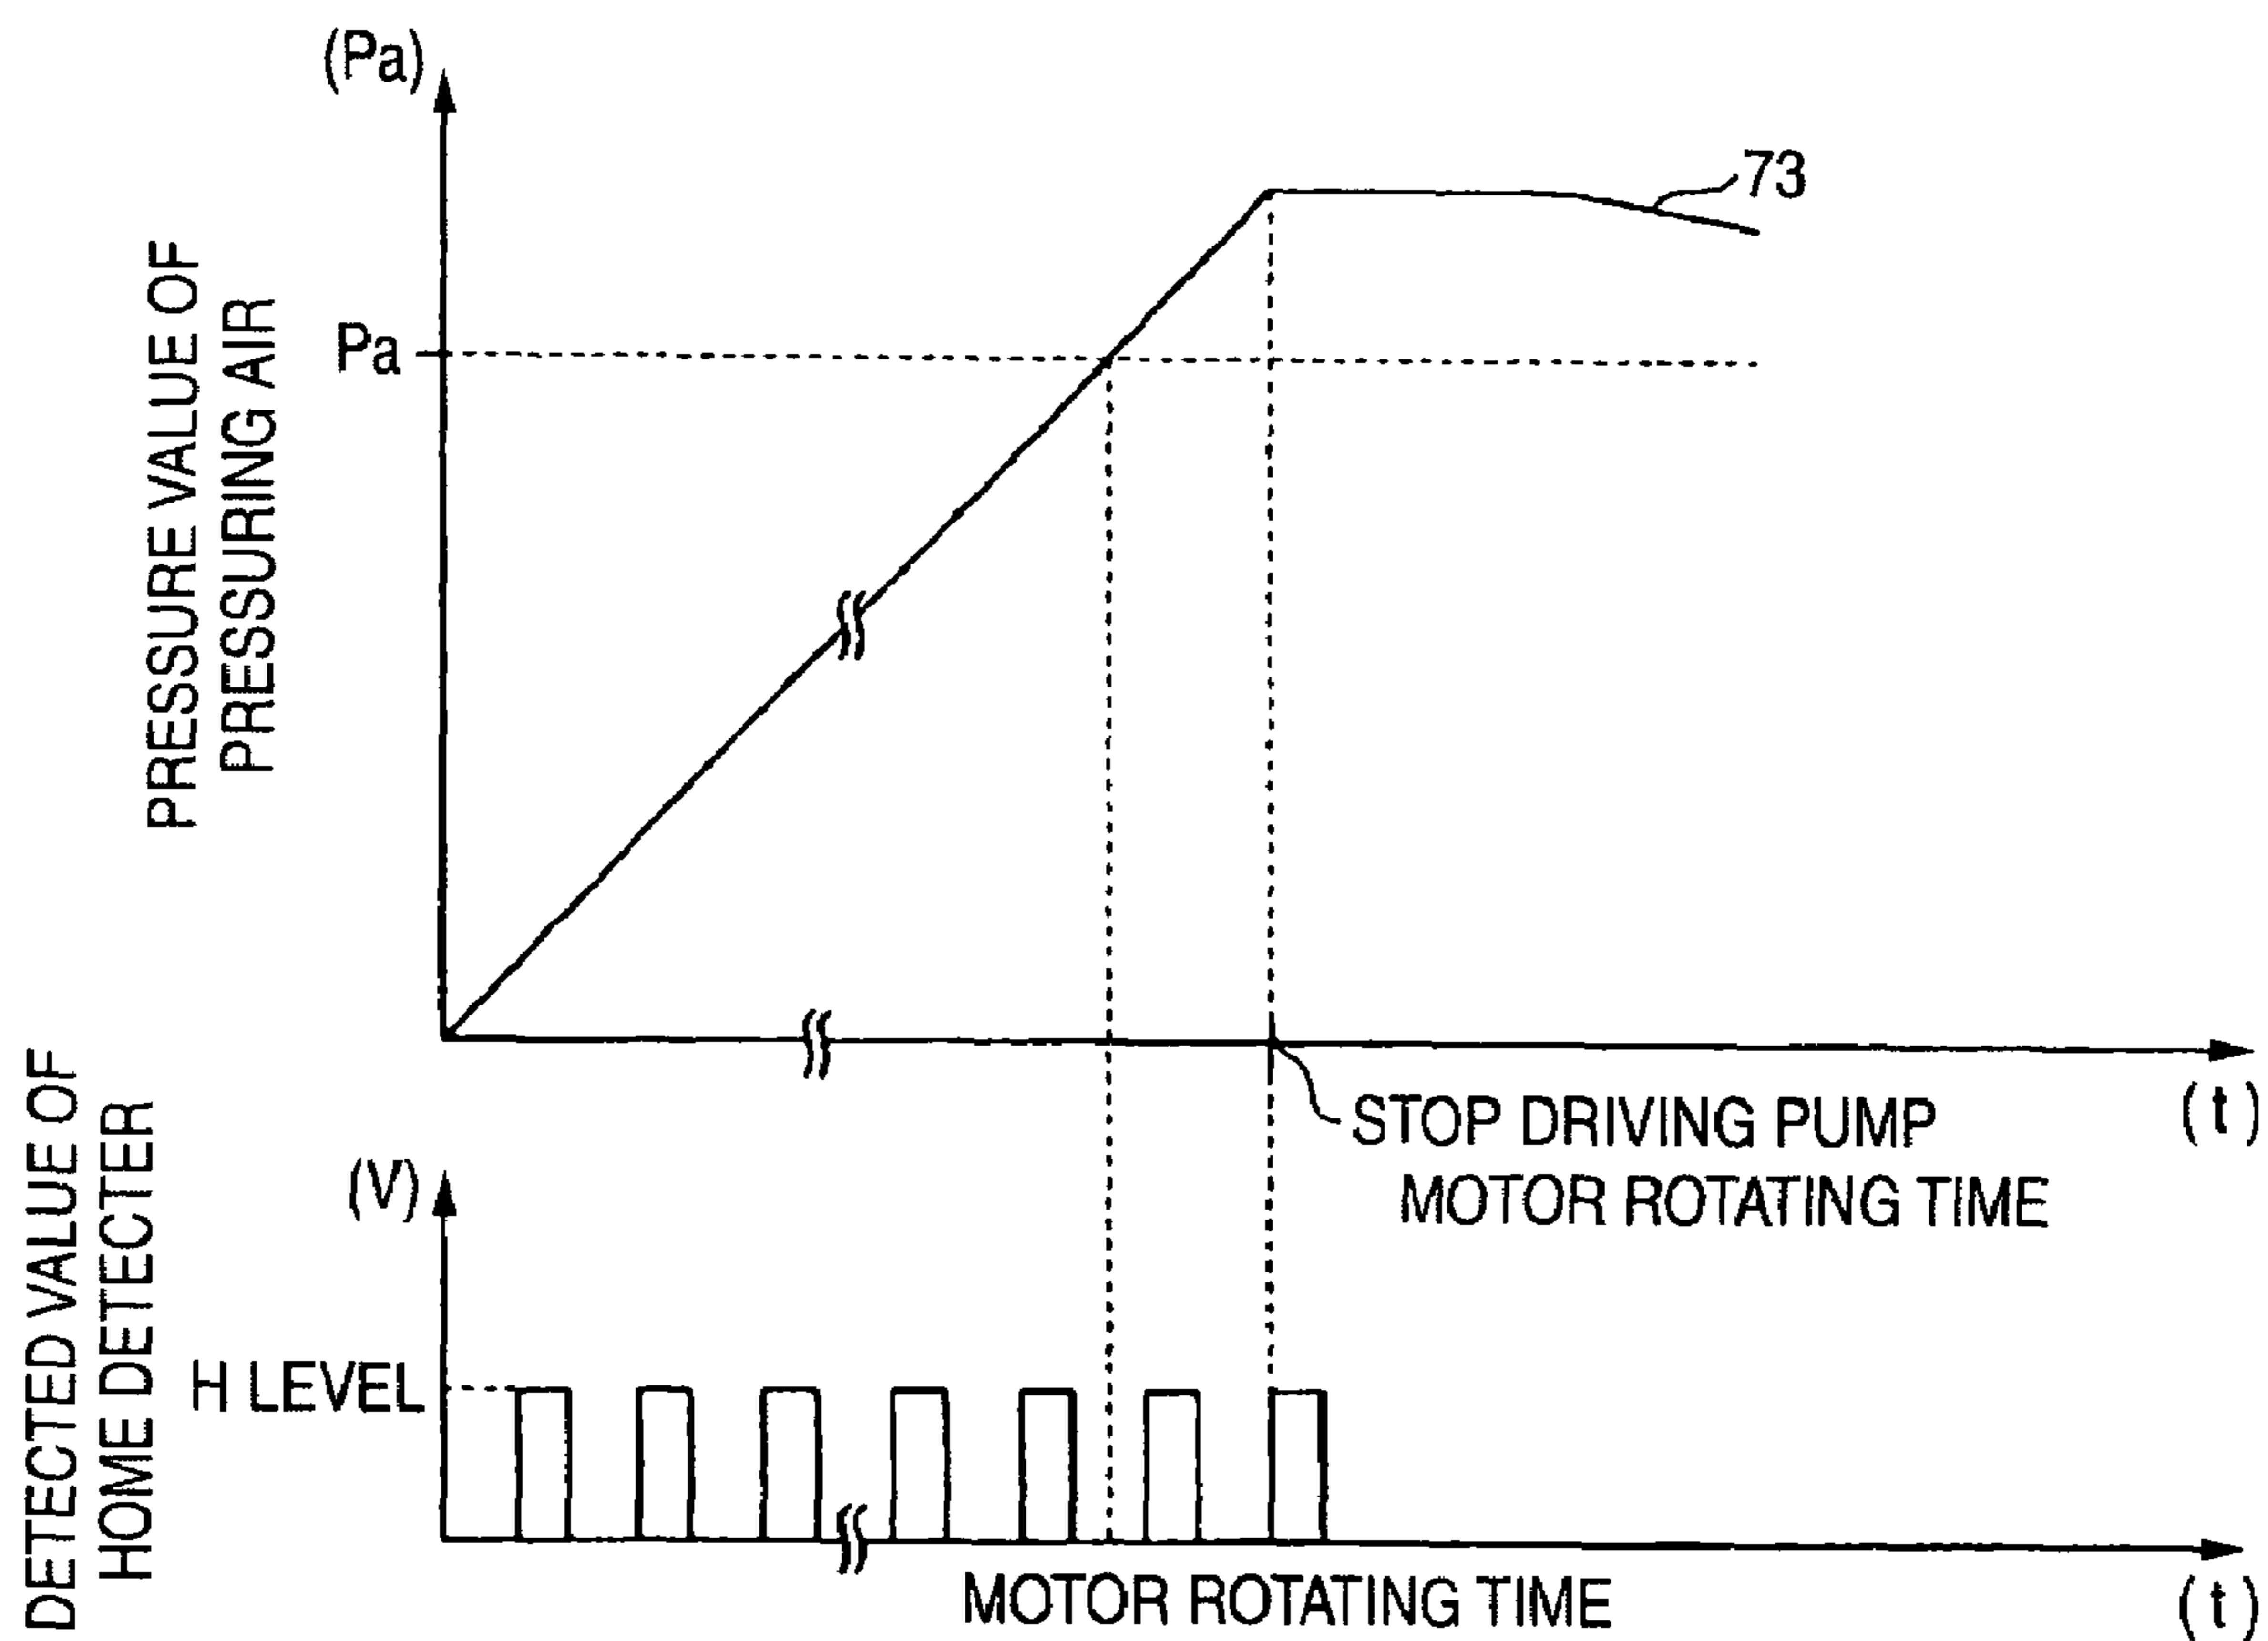 (Pa)
73
PRESSURE VALUE OF
PRESSURING AIR
Pa
(t)
STOP DRIVING PUMP
MOTOR ROTATING TIME
DETECTED VALUE OF
HOME DETECTER
(V)
H LEVEL
MOTOR ROTATING TIME
(t)